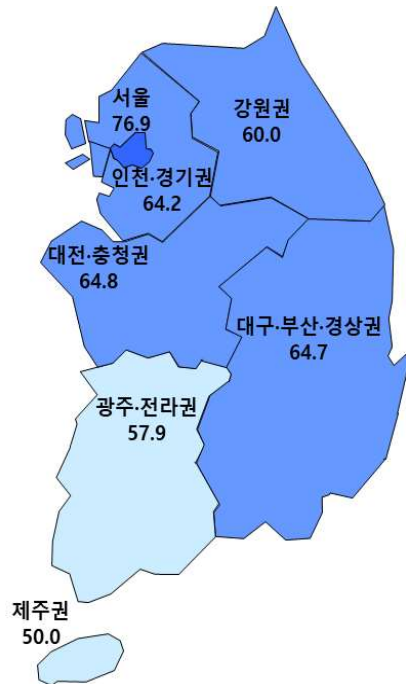 서울
76.9
강원권
60.0
인천·경기권
64.2
대전·충청권
64.8
대구·부산·경상권
64.7
광주·전라권
57.9
제주권
50.0